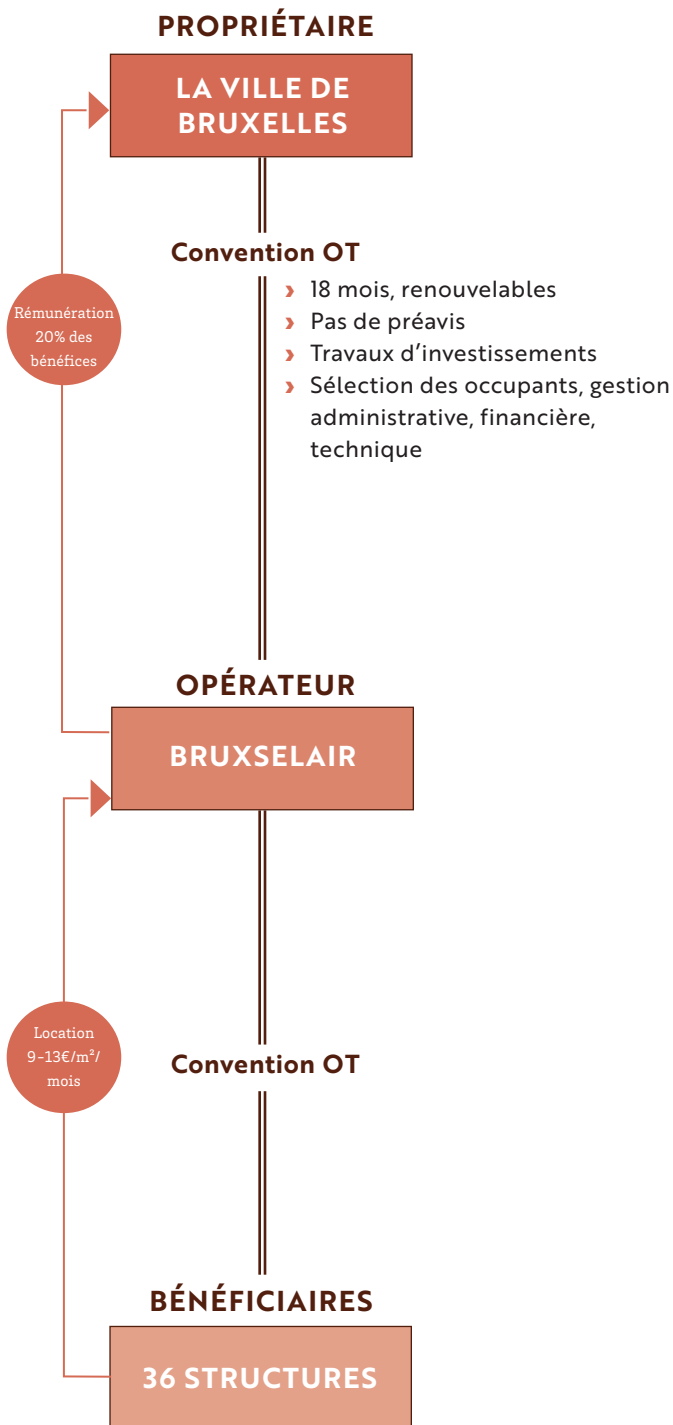 PROPRIÉTAIRE
LA VILLE DE
BRUXELLES
Convention OT
› 18 mois, renouvelables
› Pas de préavis
› Travaux d’investissements
› Sélection des occupants, gestion
administrative, financière,
technique
Rémunération
20% des
bénéfices
OPÉRATEUR
BRUXSELAIR
Location
9-13€/m²/
mois
Convention OT
BÉNÉFICIAIRES
36 STRUCTURES